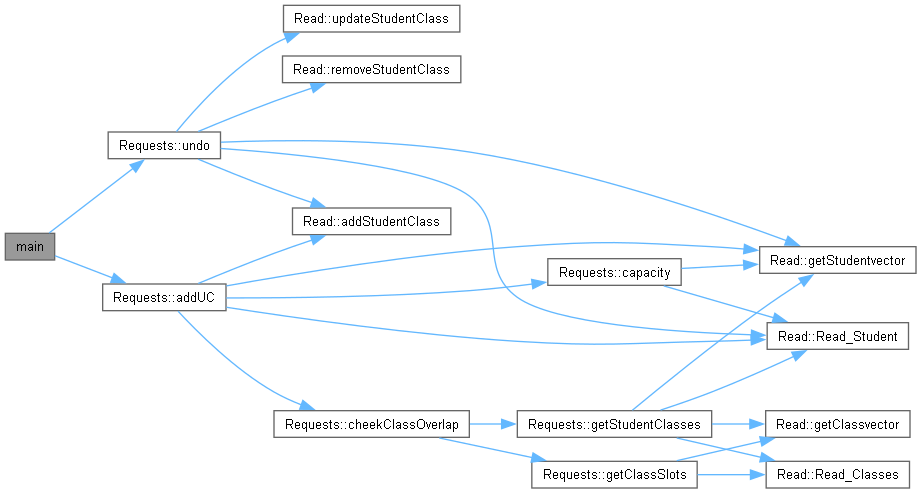 Read::updateStudentClass
Read::removeStudentClass
Requests::undo
Read::addStudentClass
main
Requests::addUC
Requests::capacity
Read::getStudentvector
Read::Read_Student
Requests::cheekClassOverlap
Requests::getStudentClasses
Read::getClassvector
Requests::getClassSlots
Read::Read_Classes